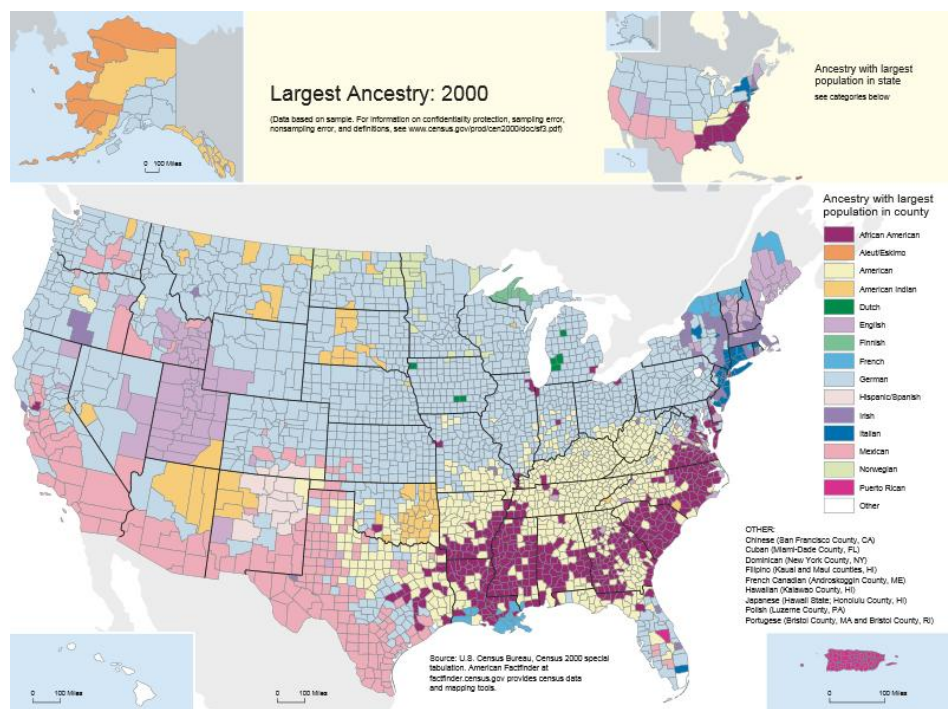 Largest Ancestry: 2000
(Data based on sample. For information on confidentiality protection, sampling error,
nonsampling error, and definitions, see www.census.gov/prod/cen2000/doc/sf3.pdf)
Ancestry with largest
population in state
see categories below
0 100 Miles
Ancestry with largest
population in county
African American
Aleut/Eskimo
American
American Indian
Dutch
English
Finnish
French
German
Hispanic/Spanish
Irish
Italian
Mexican
Norwegian
Puerto Rican
Other
OTHER:
Chinese (San Francisco County, CA)
Cuban (Miami-Dade County, FL)
Dominican (New York County, NY)
Filipino (Kauai and Maui counties, HI)
French Canadian (Androskoggin County, ME)
Hawaiian (Kalawao County, HI)
Japanese (Hawaii State; Honolulu County, HI)
Polish (Luzerne County, PA)
Portugese (Bristol County, MA and Bristol County, RI)
Source: U.S. Census Bureau, Census 2000 special
tabulation. American Factfinder at
factfinder.census.gov provides census data
and mapping tools.
0 100 Miles
0 100 Miles
0 100 Miles